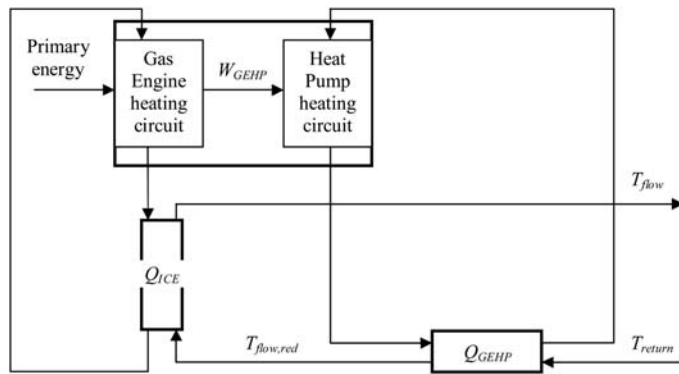 Primary
energy
Gas
Engine
heating
circuit
W_GEHP
Heat
Pump
heating
circuit
T_flow
Q_ICE
T_flow,red
Q_GEHP
T_return